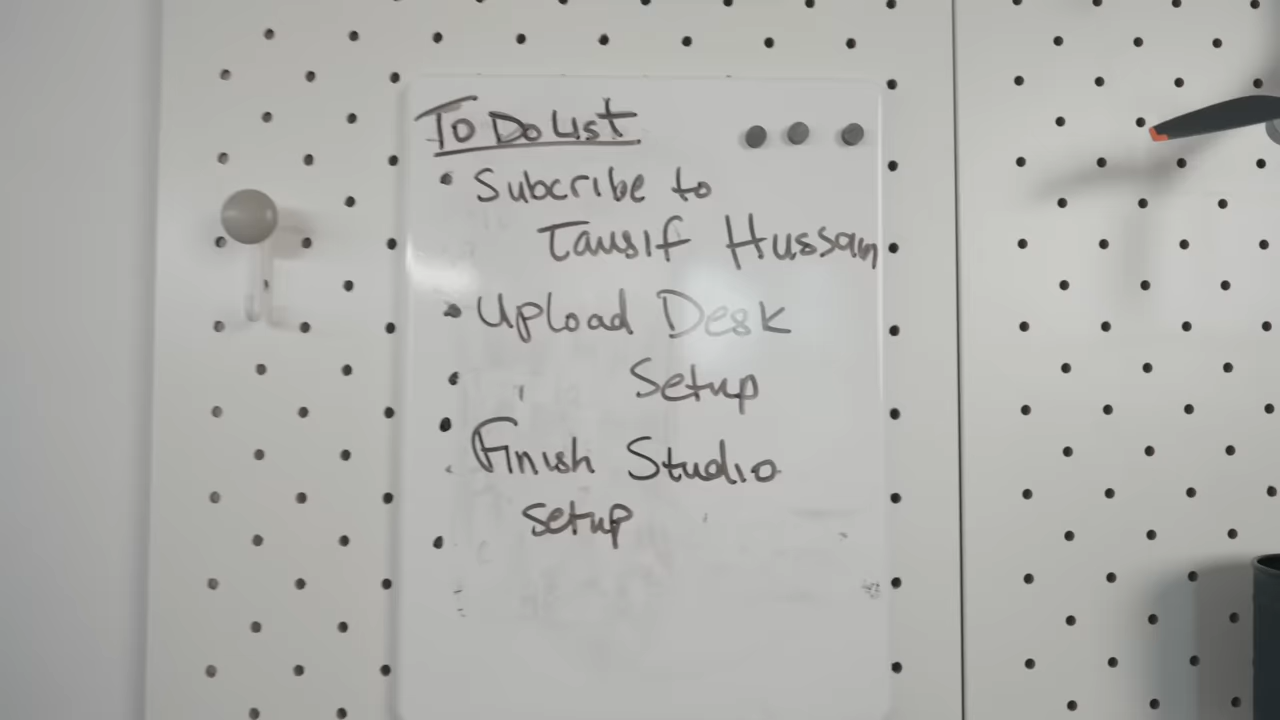 To Do List
• Subcribe to
Tausif Hussain
• Upload Desk
• Setup
• Finish Studio
setup
•